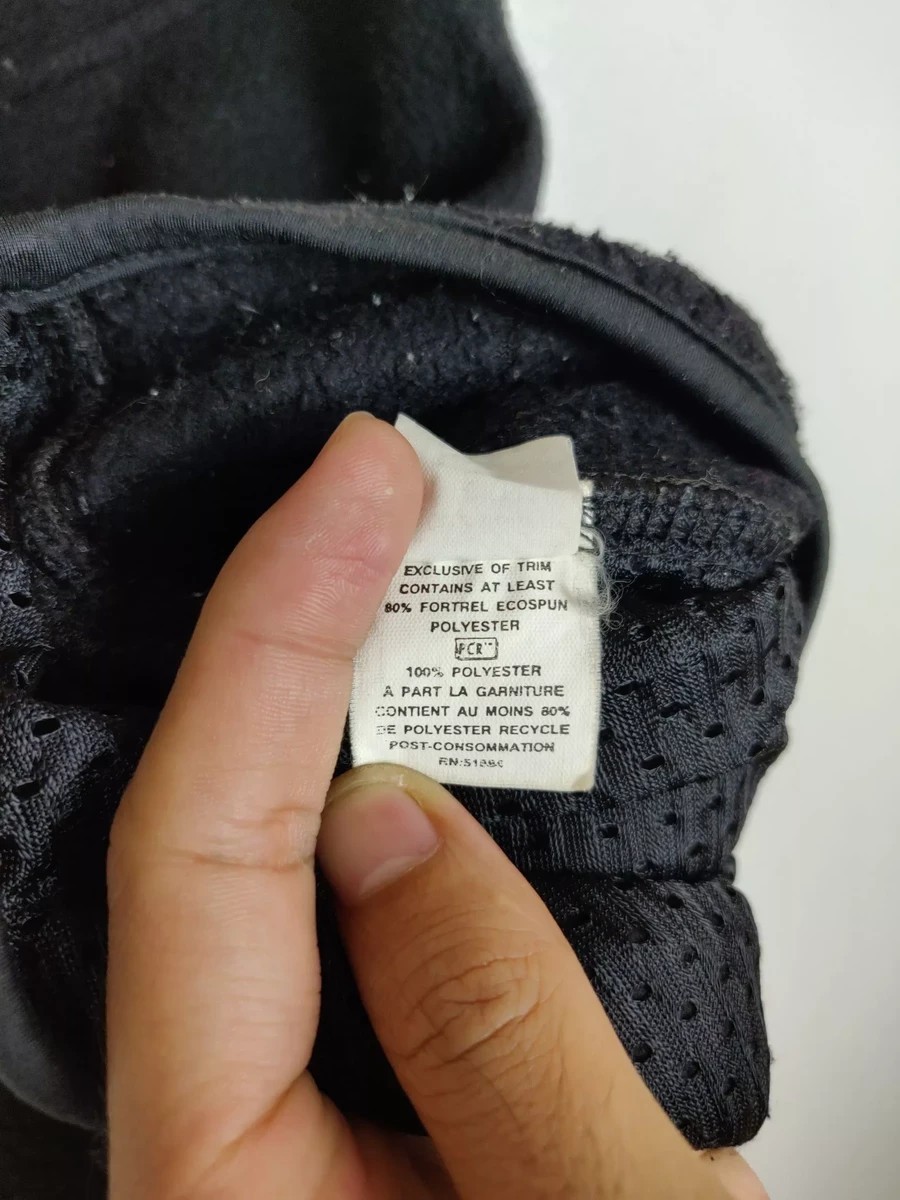 EXCLUSIVE OF TRIM
CONTAINS AT LEAST
80% FORTREL ECOSPUN
POLYESTER
PCR™
100% POLYESTER
À PART LA GARNITURE
CONTIENT AU MOINS 80%
DE POLYESTER RECYCLE
POST-CONSOMMATION